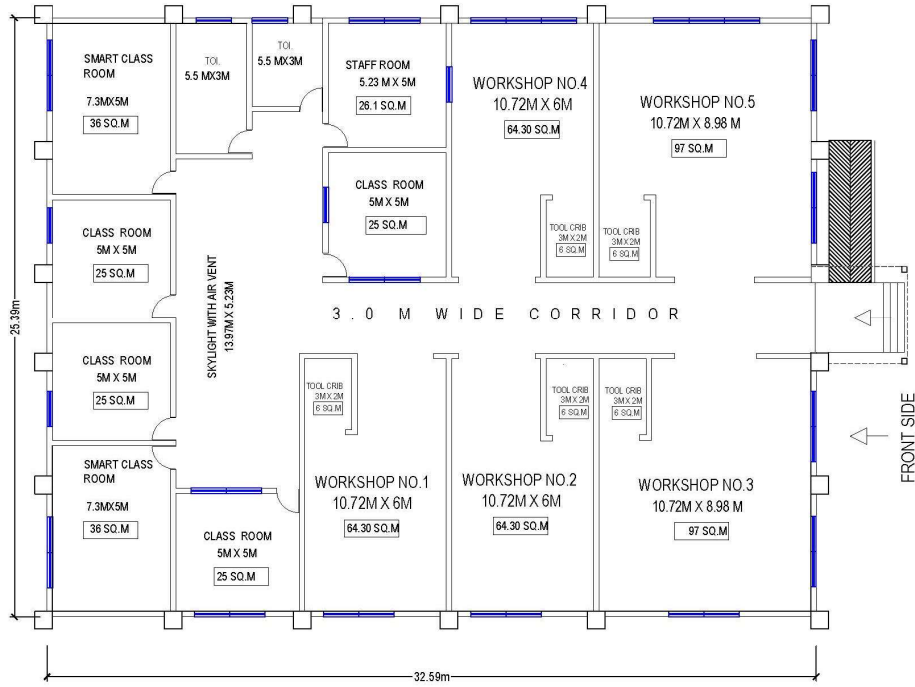 SMART CLASS
ROOM
7.3MX5M
36 SQ.M
TOI.
5.5 MX3M
TOI.
5.5 MX3M
STAFF ROOM
5.23 M X 5M
26.1 SQ.M
WORKSHOP NO.4
10.72M X 6M
64.30 SQ.M
WORKSHOP NO.5
10.72M X 8.98 M
97 SQ.M
CLASS ROOM
5M X 5M
25 SQ.M
CLASS ROOM
5M X 5M
25 SQ.M
TOOL CRIB
3M X 2M
6 SQ.M
TOOL CRIB
3M X 2M
6 SQ.M
25.39m
SKYLIGHT WITH AIR VENT
13.97M X 5.23M
3.0 M WIDE CORRIDOR
CLASS ROOM
5M X 5M
25 SQ.M
TOOL CRIB
3M X 2M
6 SQ.M
TOOL CRIB
3M X 2M
6 SQ.M
TOOL CRIB
3M X 2M
6 SQ.M
FRONT SIDE
SMART CLASS
ROOM
7.3MX5M
36 SQ.M
WORKSHOP NO.1
10.72M X 6M
64.30 SQ.M
WORKSHOP NO.2
10.72M X 6M
64.30 SQ.M
WORKSHOP NO.3
10.72M X 8.98 M
97 SQ.M
CLASS ROOM
5M X 5M
25 SQ.M
32.59m